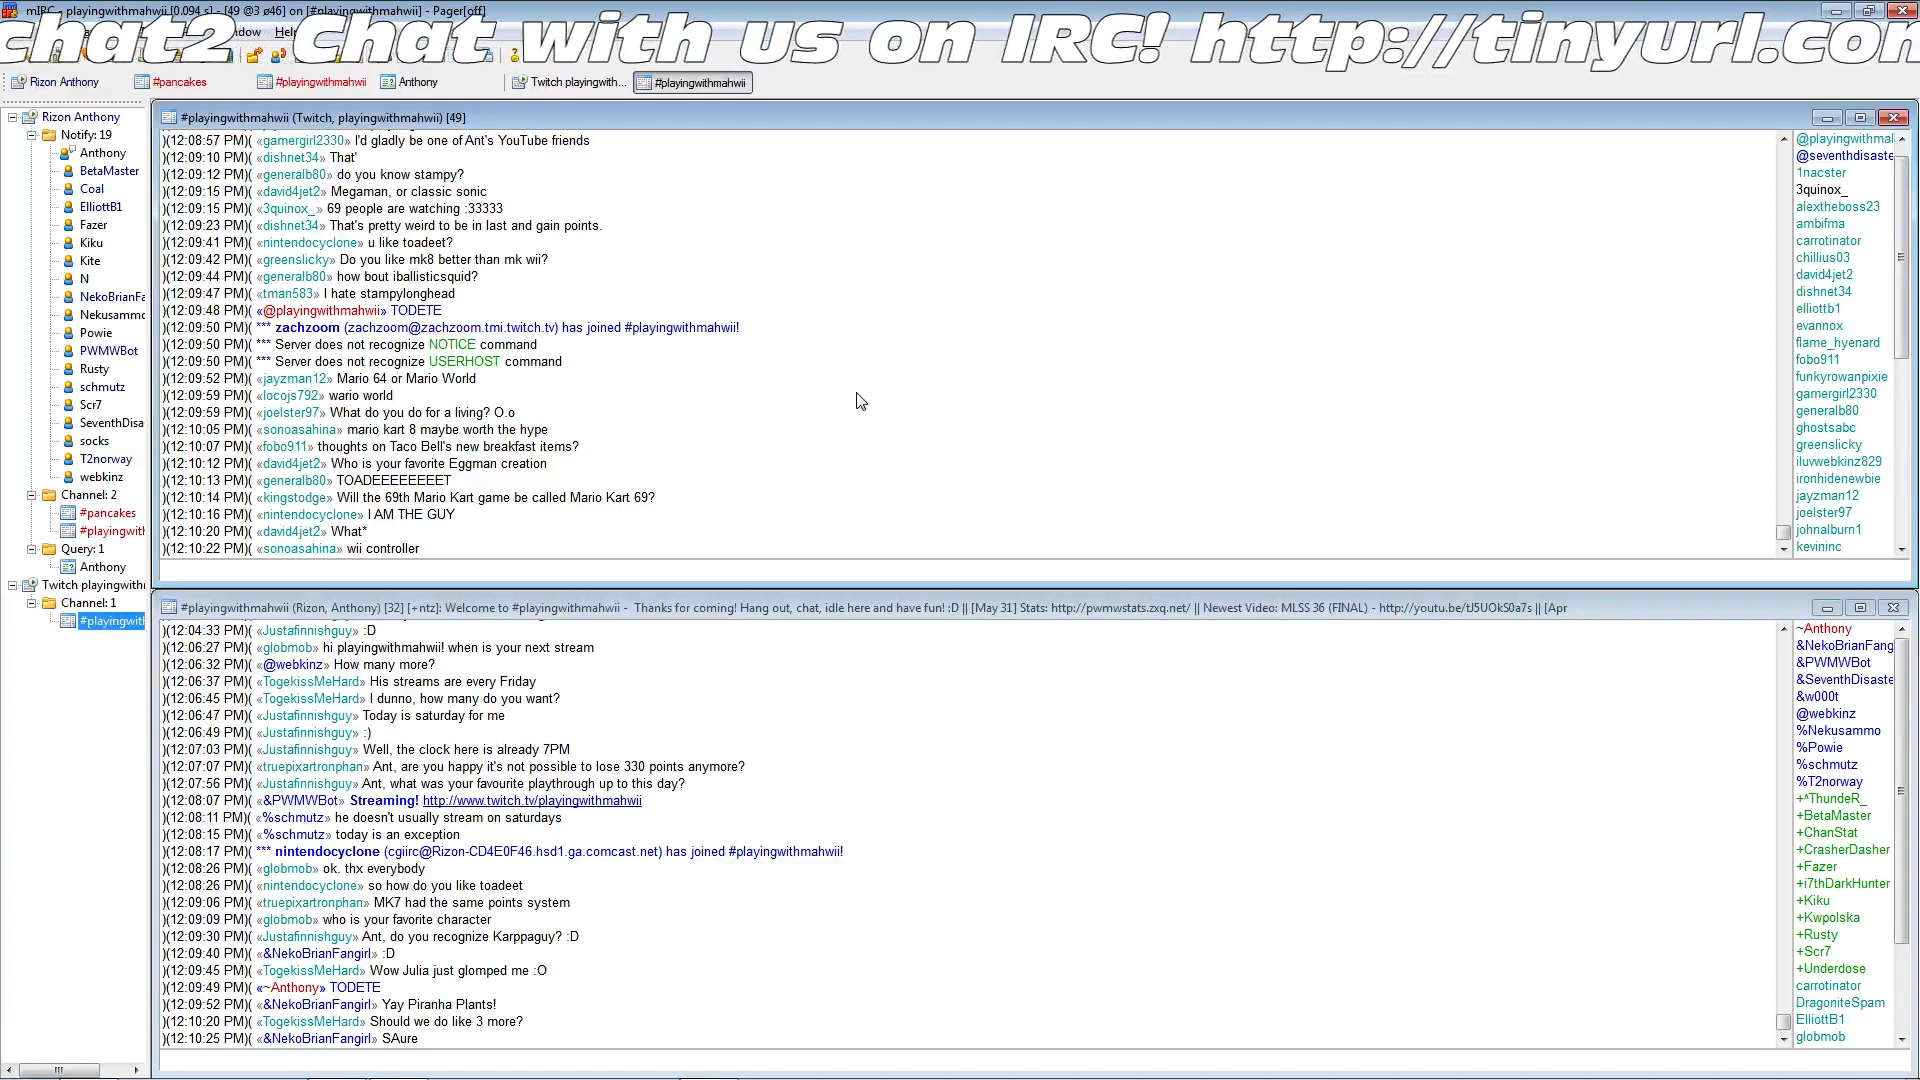 mIRC - playingwithmahwii [0.094 s] - [49 @3 ø46] on [#playingwithmahwii] - Pager[off]
chat2 Chat with us on IRC! http://tinyurl.com
Rizon Anthony
#pancakes
#playingwithmahwii
Anthony
Twitch playingwith...
#playingwithmahwii
Rizon Anthony
Notify: 19
Anthony
BetaMaster
Coal
ElliottB1
Fazer
Kiku
Kite
N
NekoBrianFa
Nekusammo
Powie
PWMWBot
Rusty
schmutz
Scr7
SeventhDisa
socks
T2norway
webkinz
Channel: 2
#pancakes
#playingwith
Query: 1
Anthony
Twitch playingwith
Channel: 1
#playingwith
#playingwithmahwii (Twitch, playingwithmahwii) [49]
)(12:08:57 PM)( «gamergirl2330» I'd gladly be one of Ant's YouTube friends
)(12:09:10 PM)( «dishnet34» That'
)(12:09:12 PM)( «generalb80» do you know stampy?
)(12:09:15 PM)( «david4jet2» Megaman, or classic sonic
)(12:09:15 PM)( «3quinox_» 69 people are watching :33333
)(12:09:23 PM)( «dishnet34» That's pretty weird to be in last and gain points.
)(12:09:41 PM)( «nintendocyclone» u like toadeet?
)(12:09:42 PM)( «greenslicky» Do you like mk8 better than mk wii?
)(12:09:44 PM)( «generalb80» how bout iballisticsquid?
)(12:09:47 PM)( «tman583» I hate stampylonghead
)(12:09:48 PM)( «@playingwithmahwii» TODETE
)(12:09:50 PM)( *** zachzoom (zachzoom@zachzoom.tmi.twitch.tv) has joined #playingwithmahwii!
)(12:09:50 PM)( *** Server does not recognize NOTICE command
)(12:09:50 PM)( *** Server does not recognize USERHOST command
)(12:09:52 PM)( «jayzman12» Mario 64 or Mario World
)(12:09:59 PM)( «locojs792» wario world
)(12:09:59 PM)( «joelster97» What do you do for a living? O.o
)(12:10:05 PM)( «sonoasahina» mario kart 8 maybe worth the hype
)(12:10:07 PM)( «fobo911» thoughts on Taco Bell's new breakfast items?
)(12:10:12 PM)( «david4jet2» Who is your favorite Eggman creation
)(12:10:13 PM)( «generalb80» TOADEEEEEEEET
)(12:10:14 PM)( «kingstodge» Will the 69th Mario Kart game be called Mario Kart 69?
)(12:10:16 PM)( «nintendocyclone» I AM THE GUY
)(12:10:20 PM)( «david4jet2» What*
)(12:10:22 PM)( «sonoasahina» wii controller
@playingwithmal
@seventhdisaste
1nacster
3quinox_
alextheboss23
ambifma
carrotinator
chillius03
david4jet2
dishnet34
elliottb1
evannox
flame_hyenard
fobo911
funkyrowanpixie
gamergirl2330
generalb80
ghostsabc
greenslicky
iluvwebkinz829
ironhidenewbie
jayzman12
joelster97
johnalburn1
kevininc
#playingwithmahwii (Rizon, Anthony) [32] [+ntz]: Welcome to #playingwithmahwii - Thanks for coming! Hang out, chat, idle here and have fun! :D || [May 31] Stats: http://pwmwstats.zxq.net/ || Newest Video: MLSS 36 (FINAL) - http://youtu.be/tJ5UOkS0a7s || [Apr
)(12:04:33 PM)( «Justafinnishguy» :D
)(12:06:27 PM)( «globmob» hi playingwithmahwii! when is your next stream
)(12:06:32 PM)( «@webkinz» How many more?
)(12:06:37 PM)( «TogekissMeHard» His streams are every Friday
)(12:06:45 PM)( «TogekissMeHard» I dunno, how many do you want?
)(12:06:47 PM)( «Justafinnishguy» Today is saturday for me
)(12:06:49 PM)( «Justafinnishguy» :)
)(12:07:03 PM)( «Justafinnishguy» Well, the clock here is already 7PM
)(12:07:07 PM)( «truepixartronphan» Ant, are you happy it's not possible to lose 330 points anymore?
)(12:07:56 PM)( «Justafinnishguy» Ant, what was your favourite playthrough up to this day?
)(12:08:07 PM)( «&PWMWBot» Streaming! http://www.twitch.tv/playingwithmahwii
)(12:08:11 PM)( «%schmutz» he doesn't usually stream on saturdays
)(12:08:15 PM)( «%schmutz» today is an exception
)(12:08:17 PM)( *** nintendocyclone (cgiirc@Rizon-CD4E0F46.hsd1.ga.comcast.net) has joined #playingwithmahwii!
)(12:08:26 PM)( «globmob» ok. thx everybody
)(12:08:26 PM)( «nintendocyclone» so how do you like toadeet
)(12:09:06 PM)( «truepixartronphan» MK7 had the same points system
)(12:09:09 PM)( «globmob» who is your favorite character
)(12:09:30 PM)( «Justafinnishguy» Ant, do you recognize Karppaguy? :D
)(12:09:40 PM)( «&NekoBrianFangirl» :D
)(12:09:45 PM)( «TogekissMeHard» Wow Julia just glomped me :O
)(12:09:49 PM)( «~Anthony» TODETE
)(12:09:52 PM)( «&NekoBrianFangirl» Yay Piranha Plants!
)(12:10:20 PM)( «TogekissMeHard» Should we do like 3 more?
)(12:10:25 PM)( «&NekoBrianFangirl» SAure
~Anthony
&NekoBrianFang
&PWMWBot
&SeventhDisaste
&w000t
@webkinz
%Nekusammo
%Powie
%schmutz
%T2norway
+^ThundeR_
+BetaMaster
+ChanStat
+CrasherDasher
+Fazer
+i7thDarkHunter
+Kiku
+Kwpolska
+Rusty
+Scr7
+Underdose
carrotinator
DragoniteSpam
ElliottB1
globmob